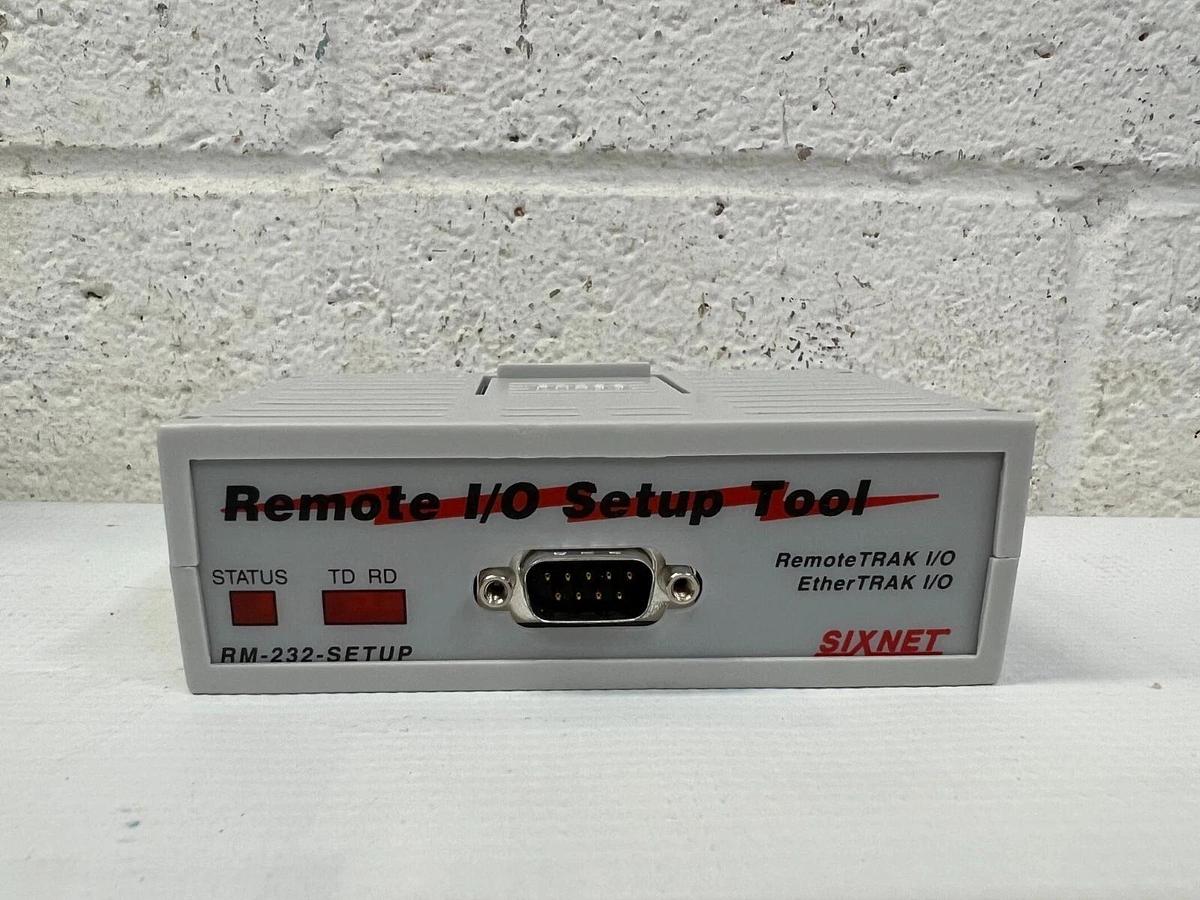 Remote I/O Setup Tool
RemoteTRAK I/O
EtherTRAK I/O
STATUS TD RD
RM-232-SETUP
SIXNET